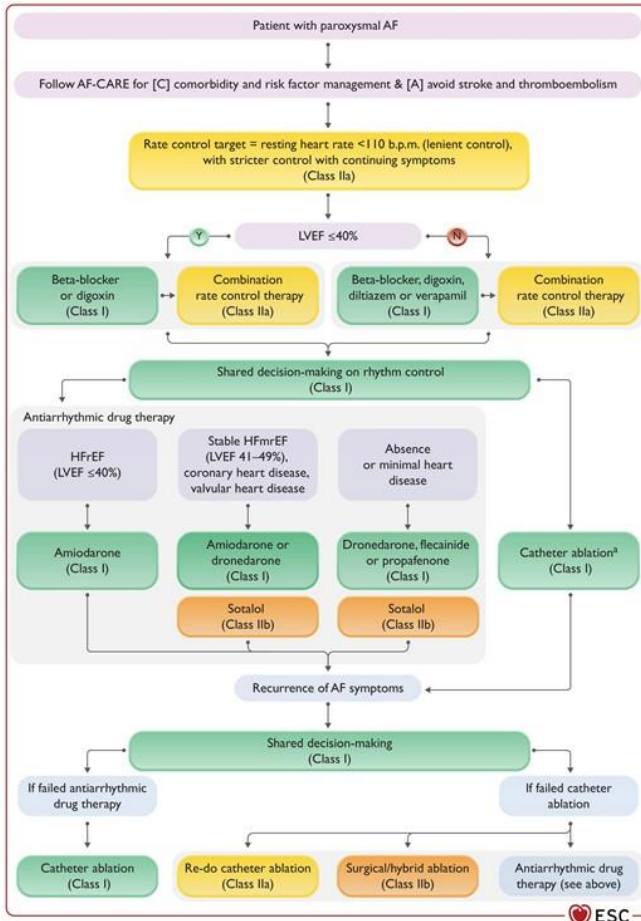 Patient with paroxysmal AF
Follow AF-CARE for [C] comorbidity and risk factor management & [A] avoid stroke and thromboembolism
Rate control target = resting heart rate <110 b.p.m. (lenient control),
with stricter control with continuing symptoms
(Class IIa)
Y
LVEF ≤40%
N
Beta-blocker
or digoxin
(Class I)
Combination
rate control therapy
(Class IIa)
Beta-blocker, digoxin,
diltiazem or verapamil
(Class I)
Combination
rate control therapy
(Class IIa)
Shared decision-making on rhythm control
(Class I)
Antiarrhythmic drug therapy
HFrEF
(LVEF ≤40%)
Stable HFmrEF
(LVEF 41–49%),
coronary heart disease,
valvular heart disease
Absence
or minimal heart
disease
Amiodarone
(Class I)
Amiodarone or
dronedarone
(Class I)
Dronedarone, flecainide
or propafenone
(Class I)
Catheter ablationᵃ
(Class I)
Sotalol
(Class IIb)
Sotalol
(Class IIb)
Recurrence of AF symptoms
Shared decision-making
(Class I)
If failed antiarrhythmic
drug therapy
If failed catheter
ablation
Catheter ablation
(Class I)
Re-do catheter ablation
(Class IIa)
Surgical/hybrid ablation
(Class IIb)
Antiarrhythmic drug
therapy (see above)
ESC